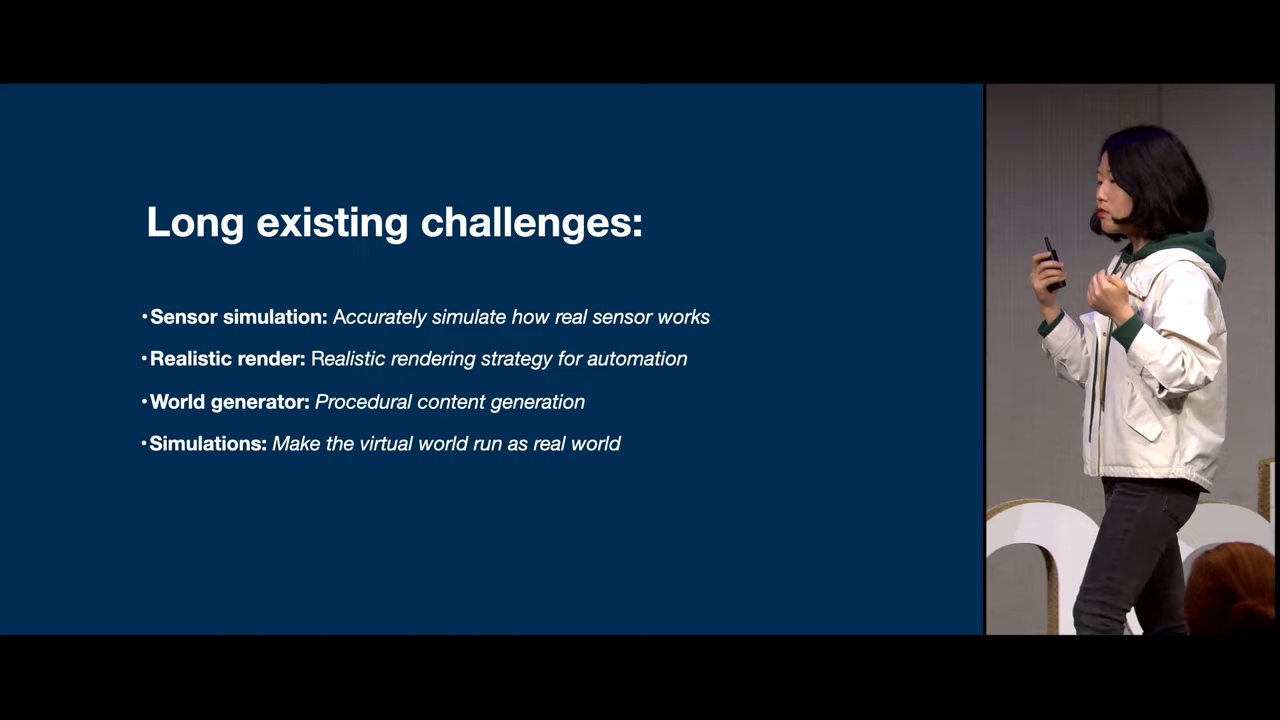 Long existing challenges:
•Sensor simulation: Accurately simulate how real sensor works
•Realistic render: Realistic rendering strategy for automation
•World generator: Procedural content generation
•Simulations: Make the virtual world run as real world